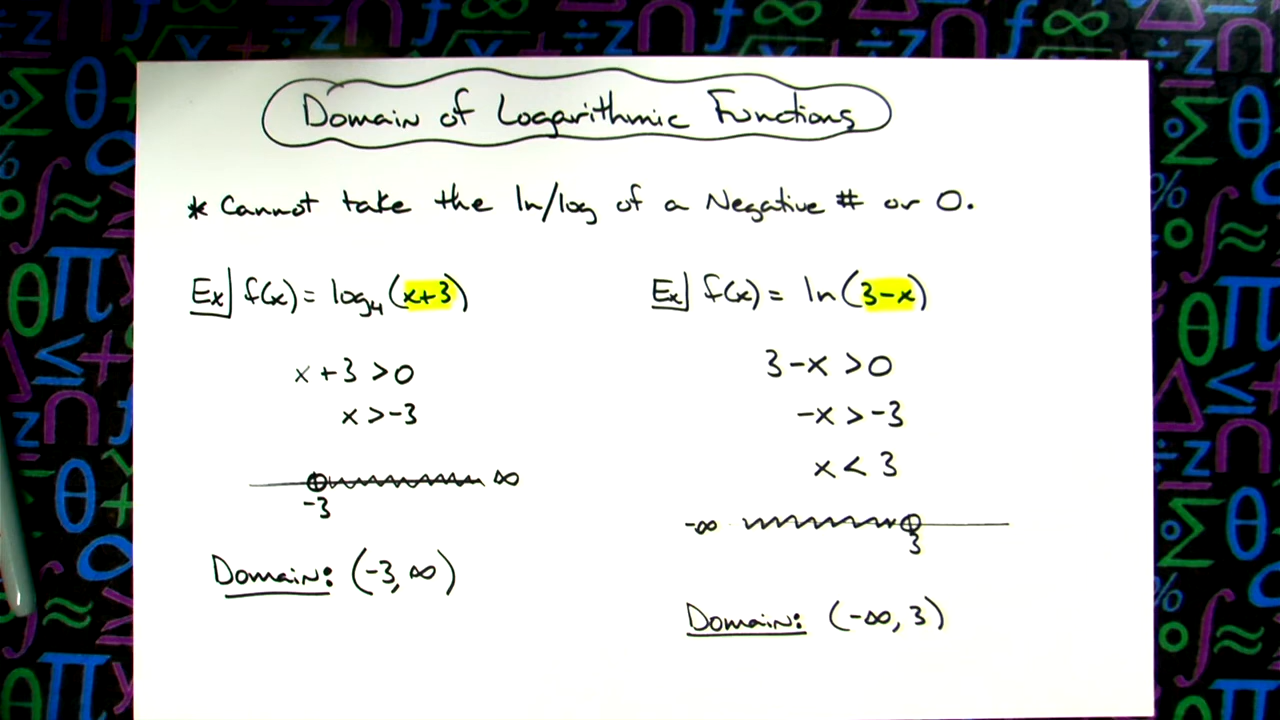 Domain of Logarithmic Functions
* Cannot take the ln/log of a Negative # or 0.
Ex] f(x) = log₄(x+3)
x+3 >0
x>-3
∞
-3
Domain: (-3, ∞)
Ex] f(x) = ln(3-x)
3-x >0
-x > -3
x < 3
-∞
3
Domain: (-∞, 3)